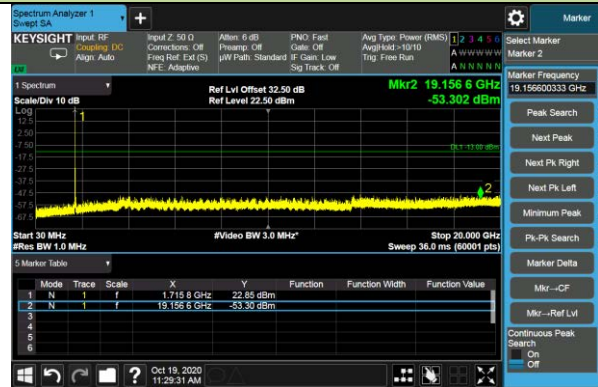 Spectrum Analyzer 1
Swept SA
+
Marker
KEYSIGHT
Input: RF
Coupling: DC
Align: Auto
Input Z: 50 Ω
Corrections: Off
Freq Ref: Ext (S)
NFE: Adaptive
Atten: 6 dB
Preamp: Off
µW Path: Standard
PNO: Fast
Gate: Off
IF Gain: Low
Sig Track: Off
Avg Type: Power (RMS)
Avg|Hold:>10/10
Trig: Free Run
1 2 3 4 5 6
A W W W W W
A N N N N N
Select Marker
Marker 2
Marker Frequency
19.156600333 GHz
Peak Search
Next Peak
Next Pk Right
Next Pk Left
Minimum Peak
Pk-Pk Search
Marker Delta
Mkr→CF
Mkr→Ref Lvl
Continuous Peak
Search
On
Off
1 Spectrum
Scale/Div 10 dB
Ref Lvl Offset 32.50 dB
Ref Level 22.50 dBm
Mkr2 19.156 6 GHz
-53.302 dBm
Log
12.5
2.50
-7.50
-17.5
-27.5
-37.5
-47.5
-57.5
-67.5
1
DL1 -13.00 dBm
2
Start 30 MHz
#Video BW 3.0 MHz*
Stop 20.000 GHz
#Res BW 1.0 MHz
Sweep 36.0 ms (60001 pts)
5 Marker Table
Mode Trace Scale X Y Function Function Width Function Value
1 N 1 f 1.715 8 GHz 22.85 dBm
2 N 1 f 19.156 6 GHz -53.30 dBm
3
4
5
6
?
Oct 19, 2020
11:29:31 AM